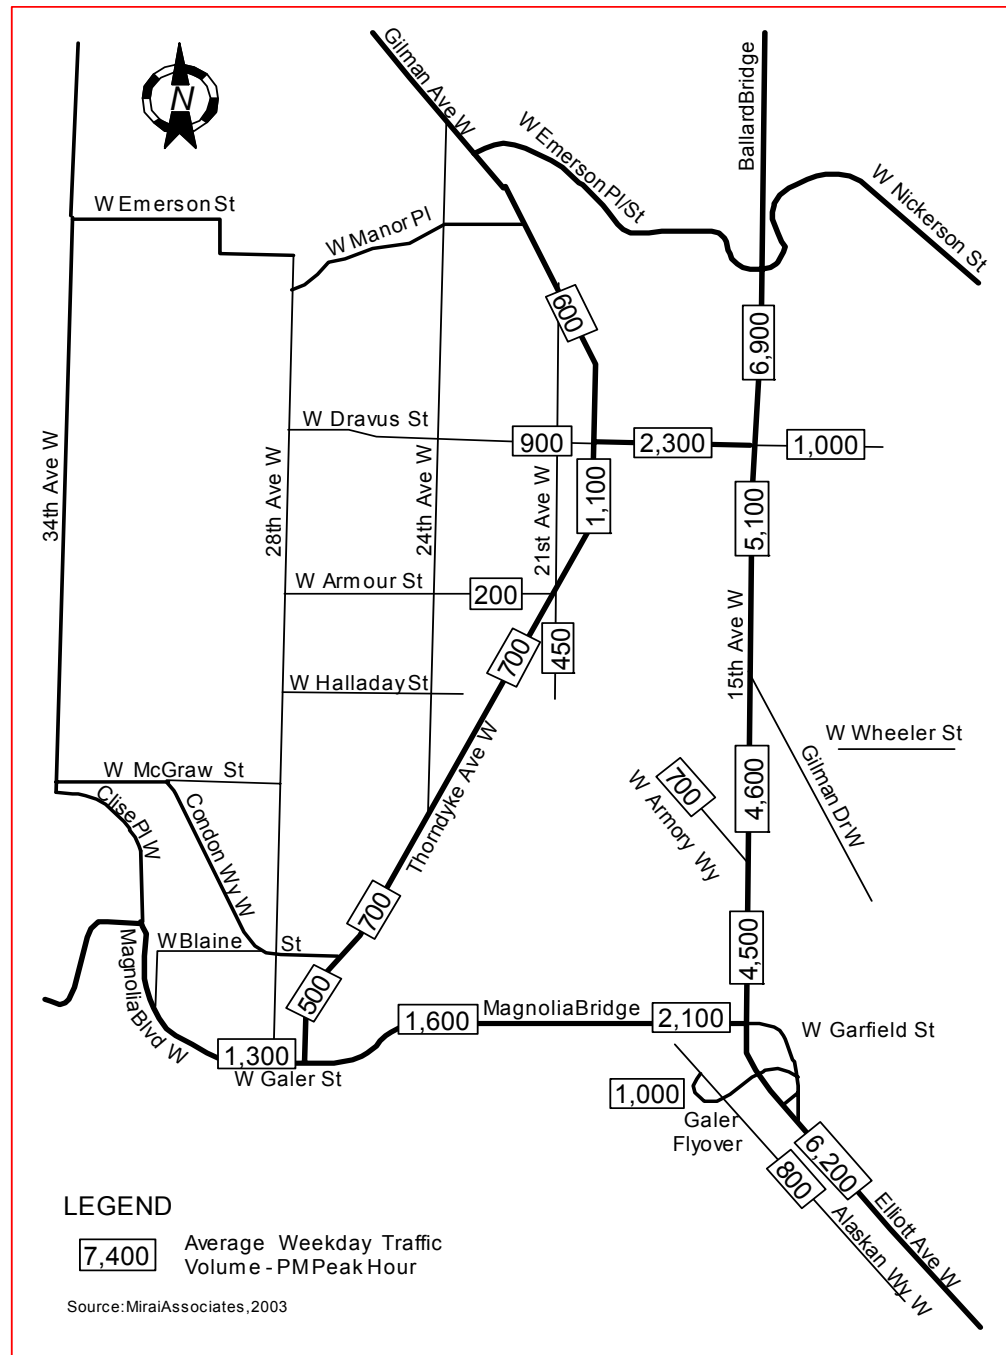 Gilman Ave W
BallardBridge
N
W Emerson Pl/St
W Nickerson St
W Emerson St
W Manor Pl
600
6,900
W Dravus St
900
2,300
1,000
34th Ave W
28th Ave W
24th Ave W
21st Ave W
1,100
5,100
W Armour St
200
700
450
15th Ave W
W Halladay St
W Wheeler St
W McGraw St
Clise Pl W
Condon Wy W
Thorndyke Ave W
700
W Armory Wy
4,600
Gilman Dr W
700
W Blaine St
4,500
Magnolia Blvd W
500
1,600
MagnoliaBridge
2,100
W Garfield St
1,300
W Galer St
1,000
Galer
Flyover
6,200
800
Elliott Ave W
Alaskan Wy W
LEGEND
7,400
Average Weekday Traffic
Volume - PM Peak Hour
Source: Mirai Associates, 2003